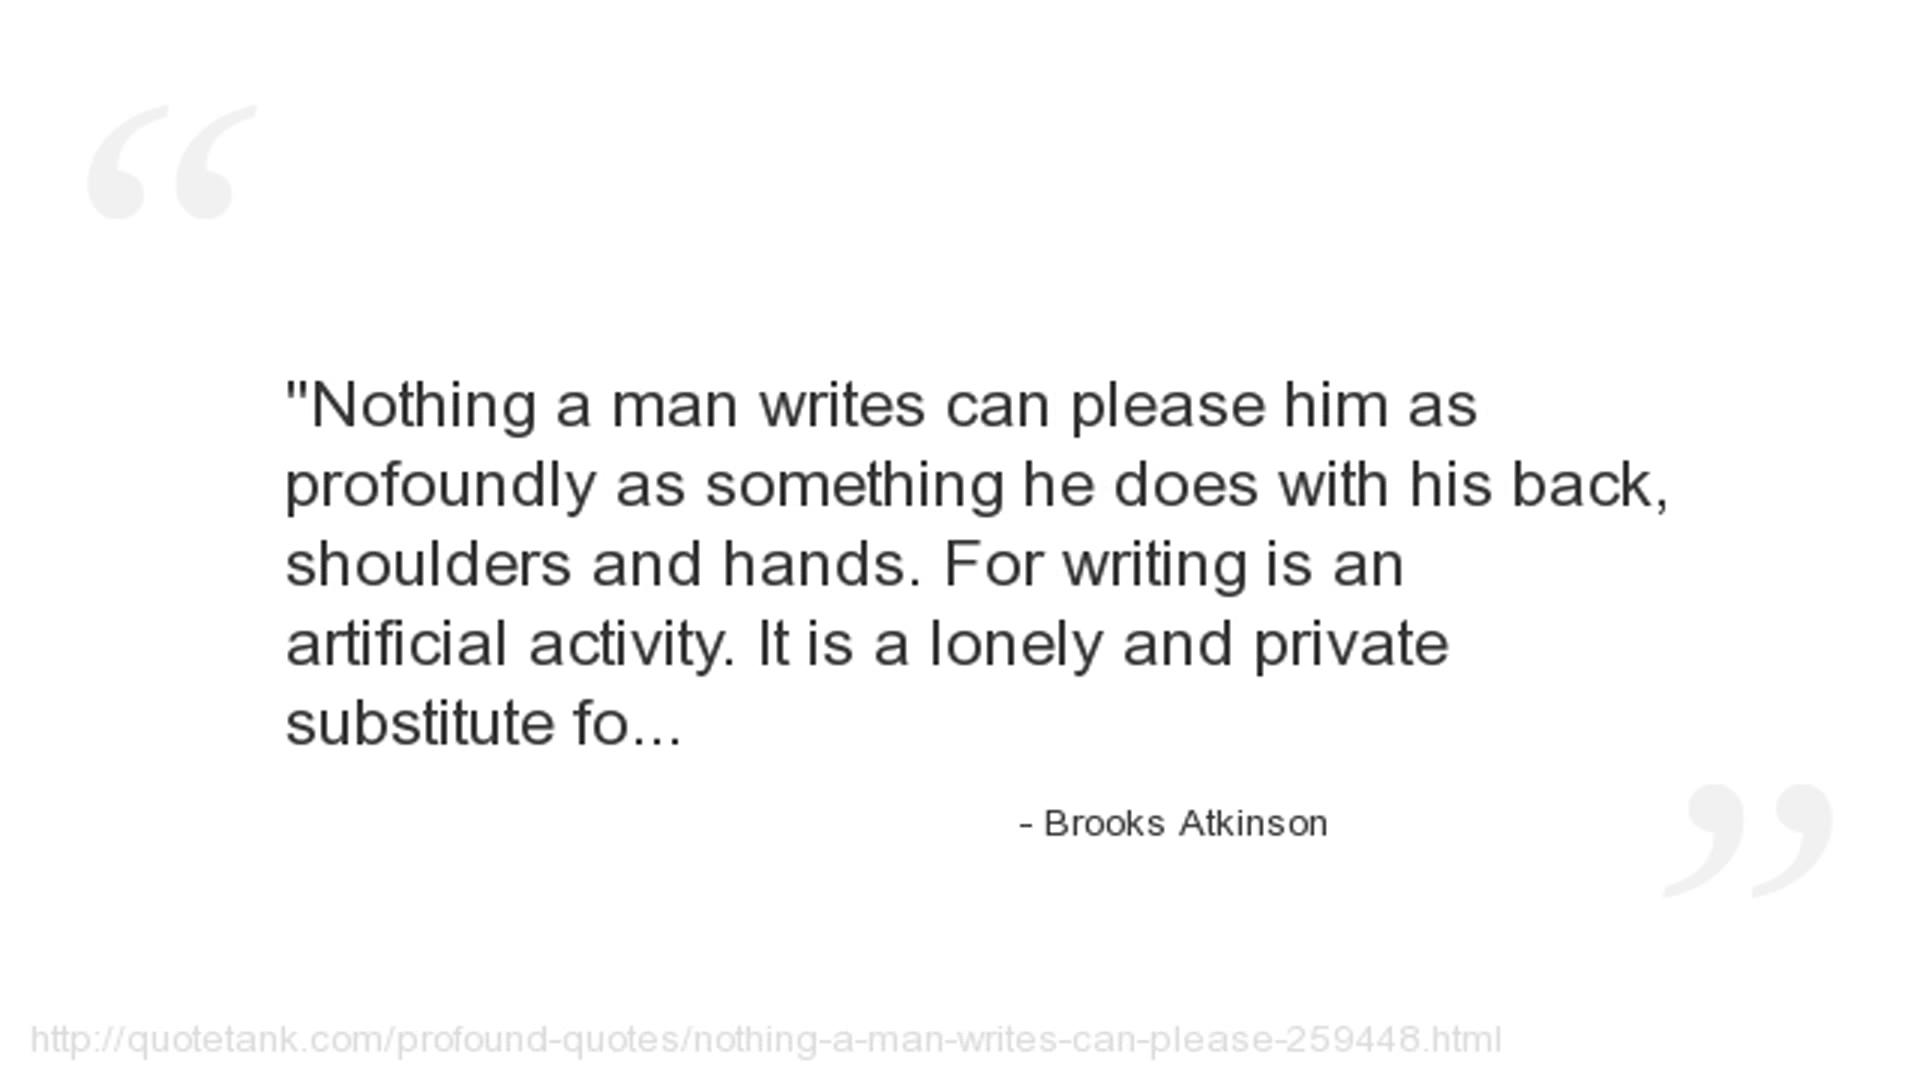 "Nothing a man writes can please him as
profoundly as something he does with his back,
shoulders and hands. For writing is an
artificial activity. It is a lonely and private
substitute fo...
- Brooks Atkinson
http://quotetank.com/profound-quotes/nothing-a-man-writes-can-please-259448.html